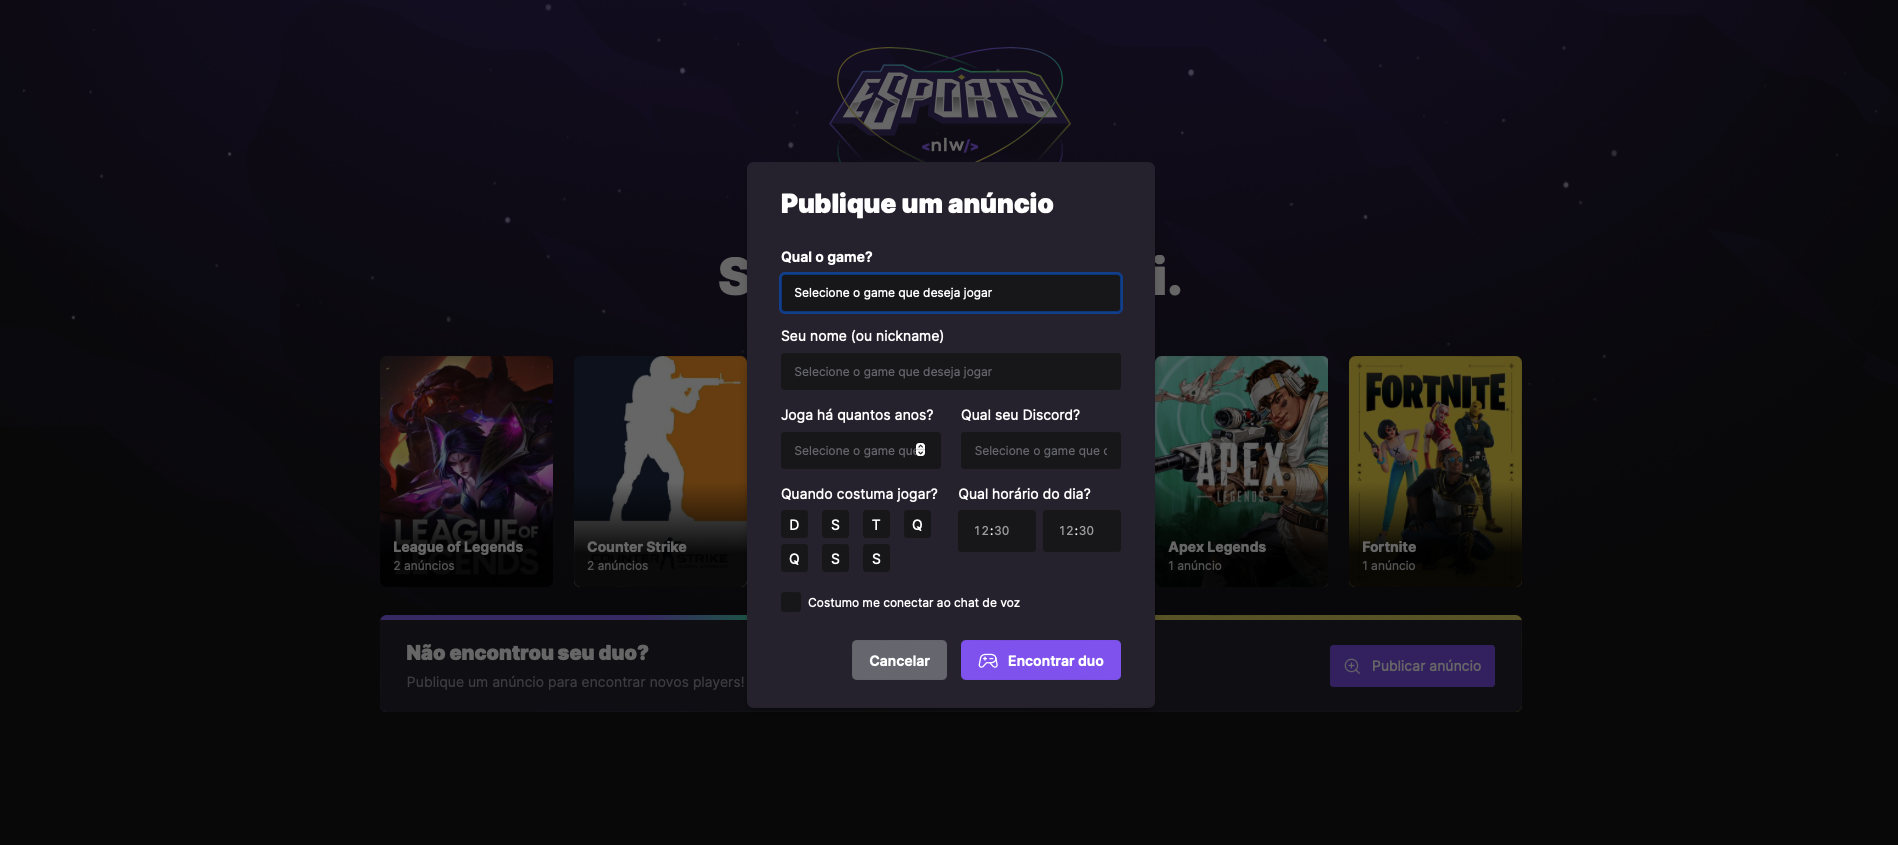 ESPORTS
<nlw/>
Publique um anúncio
Qual o game?
Selecione o game que deseja jogar
Seu nome (ou nickname)
Selecione o game que deseja jogar
Joga há quantos anos? Qual seu Discord?
Selecione o game que Selecione o game que
Quando costuma jogar? Qual horário do dia?
D S T Q 12:30 12:30
Q S S
Costumo me conectar ao chat de voz
Cancelar Encontrar duo
S i.
LEAGUE OF LEGENDS
League of Legends
2 anúncios
Counter Strike
2 anúncios
APEX
LEGENDS
Apex Legends
1 anúncio
FORTNITE
Fortnite
1 anúncio
Não encontrou seu duo?
Publique um anúncio para encontrar novos players!
Publicar anúncio